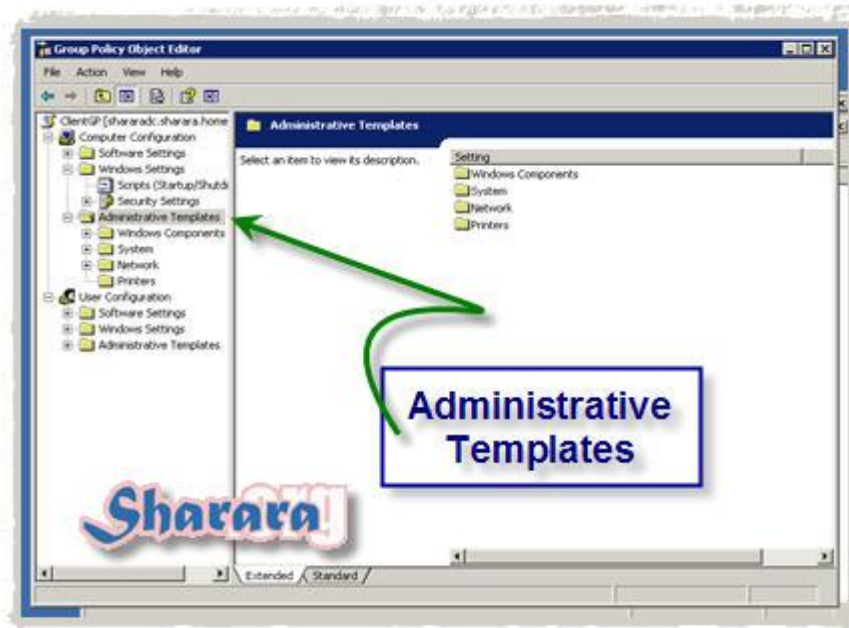 Group Policy Object Editor
File Action View Help
ClientGP [shararadc.sharara.home
Computer Configuration
Software Settings
Windows Settings
Scripts (Startup/Shutd
Security Settings
Administrative Templates
Windows Components
System
Network
Printers
User Configuration
Software Settings
Windows Settings
Administrative Templates
Administrative Templates
Select an item to view its description.
Setting
Windows Components
System
Network
Printers
Administrative
Templates
Sharara
org
Extended Standard